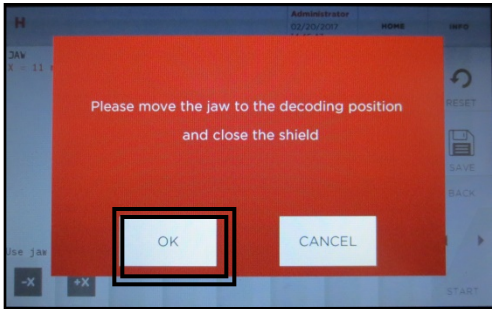 H
Administrator
02/20/2017
HOME
INFO
JAW
X - 11
RESET
Please move the jaw to the decoding position
and close the shield
SAVE
BACK
OK
CANCEL
Use jaw
-X
+X
START